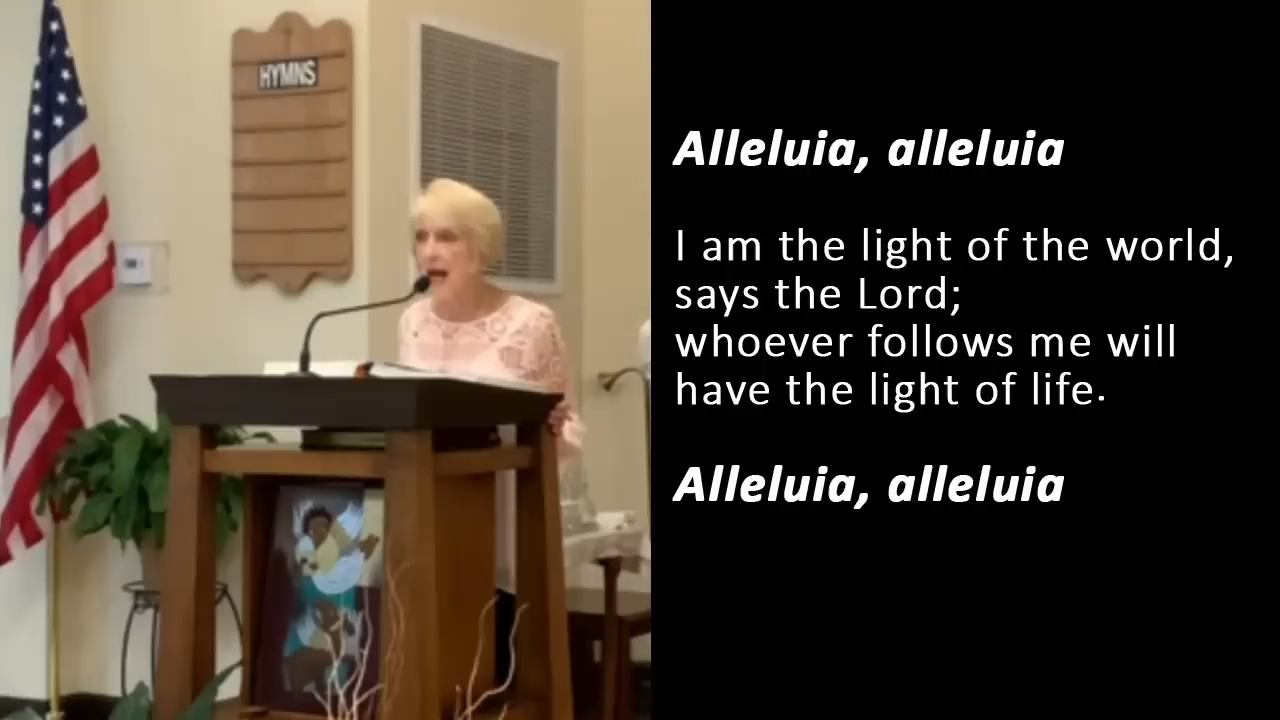 HYMNS
Alleluia, alleluia
I am the light of the world,
says the Lord;
whoever follows me will
have the light of life.
Alleluia, alleluia